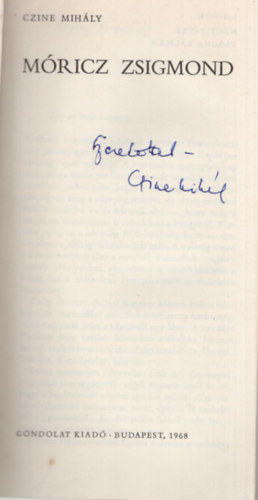 CZINE MIHÁLY
MÓRICZ ZSIGMOND
Szeretettel –
Czine Mihály
GONDOLAT KIADÓ · BUDAPEST, 1968